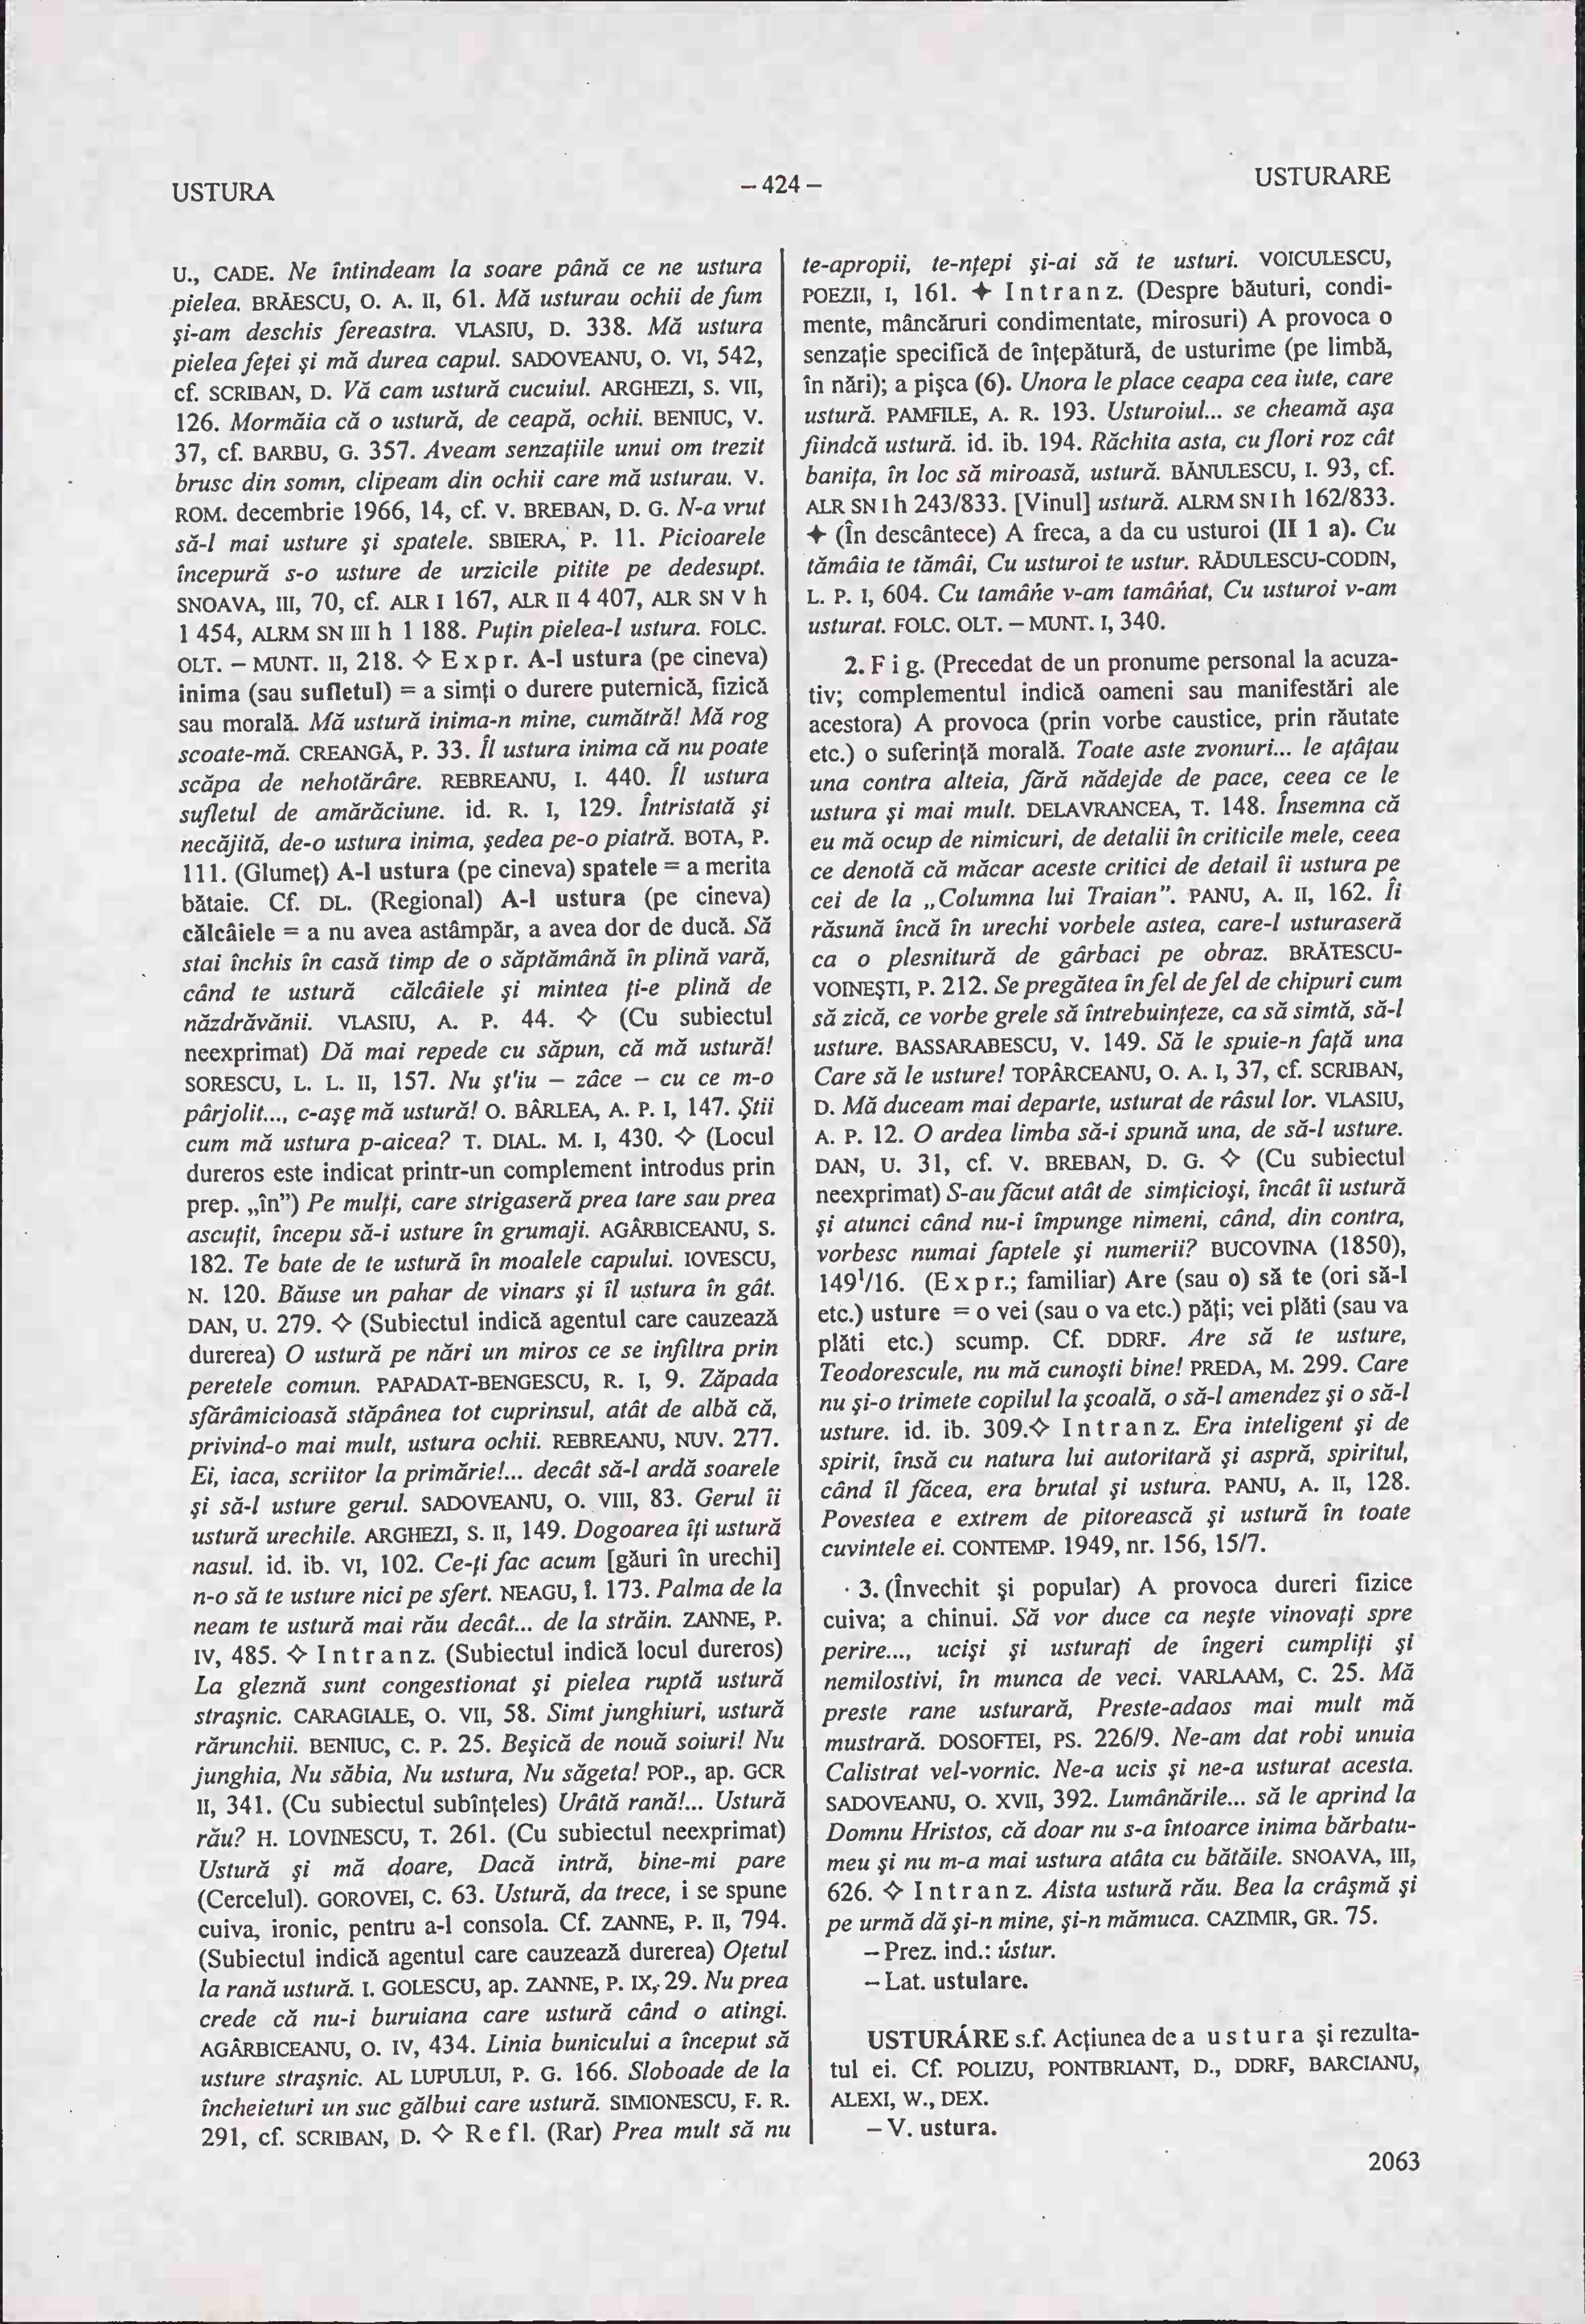 USTURA
– 424 –
USTURARE
U., CADE. Ne întindeam la soare până ce ne ustura
pielea. BRĂESCU, O. A. II, 61. Mă usturau ochii de fum
şi-am deschis fereastra. VLASIU, D. 338. Mă ustura
pielea feţei şi mă durea capul. SADOVEANU, O. VI, 542,
cf. SCRIBAN, D. Vă cam ustură cucuiul. ARGHEZI, S. VII,
126. Mormăia că o ustură, de ceapă, ochii. BENIUC, V.
37, cf. BARBU, G. 357. Aveam senzaţiile unui om trezit
brusc din somn, clipeam din ochii care mă usturau. V.
ROM. decembrie 1966, 14, cf. V. BREBAN, D. G. N-a vrut
să-l mai usture şi spatele. SBIERA, P. 11. Picioarele
începură s-o usture de urzicile pitite pe dedesupt.
SNOAVA, III, 70, cf. ALR I 167, ALR II 4 407, ALR SN V h
1 454, ALRM SN III h 1 188. Puţin pielea-l ustura. FOLC.
OLT. – MUNT. II, 218. ◇ E x p r. A-l ustura (pe cineva)
inima (sau sufletul) = a simţi o durere puternică, fizică
sau morală. Mă ustură inima-n mine, cumătră! Mă rog
scoate-mă. CREANGĂ, P. 33. Îl ustura inima că nu poate
scăpa de nehotărâre. REBREANU, I. 440. Îl ustura
sufletul de amărăciune. id. R. I, 129. Întristată şi
necăjită, de-o ustura inima, şedea pe-o piatră. BOTA, P.
111. (Glumeţ) A-l ustura (pe cineva) spatele = a merita
bătaie. Cf. DL. (Regional) A-l ustura (pe cineva)
călcâiele = a nu avea astâmpăr, a avea dor de ducă. Să
stai închis în casă timp de o săptămână în plină vară,
când te ustură călcâiele şi mintea ţi-e plină de
năzdrăvănii. VLASIU, A. P. 44. ◇ (Cu subiectul
neexprimat) Dă mai repede cu săpun, că mă ustură!
SORESCU, L. L. II, 157. Nu şt'iu – zâce – cu ce m-o
pârjolit..., c-aşę mă ustură! O. BÂRLEA, A. P. I, 147. Ştii
cum mă ustura p-aicea? T. DIAL. M. I, 430. ◇ (Locul
dureros este indicat printr-un complement introdus prin
prep. „în”) Pe mulţi, care strigaseră prea tare sau prea
ascuţit, începu să-i usture în grumaji. AGÂRBICEANU, S.
182. Te bate de te ustură în moalele capului. IOVESCU,
N. 120. Băuse un pahar de vinars şi îl ustura în gât.
DAN, U. 279. ◇ (Subiectul indică agentul care cauzează
durerea) O ustură pe nări un miros ce se infiltra prin
peretele comun. PAPADAT-BENGESCU, R. I, 9. Zăpada
sfărâmicioasă stăpânea tot cuprinsul, atât de albă că,
privind-o mai mult, ustura ochii. REBREANU, NUV. 277.
Ei, iaca, scriitor la primărie!... decât să-l ardă soarele
şi să-l usture gerul. SADOVEANU, O. VIII, 83. Gerul îi
ustură urechile. ARGHEZI, S. II, 149. Dogoarea îţi ustură
nasul. id. ib. VI, 102. Ce-ţi fac acum [găuri în urechi]
n-o să te usture nici pe sfert. NEAGU, Î. 173. Palma de la
neam te ustură mai rău decât... de la străin. ZANNE, P.
IV, 485. ◇ I n t r a n z. (Subiectul indică locul dureros)
La gleznă sunt congestionat şi pielea ruptă ustură
straşnic. CARAGIALE, O. VII, 58. Simt junghiuri, ustură
rărunchii. BENIUC, C. P. 25. Beşică de nouă soiuri! Nu
junghia, Nu săbia, Nu ustura, Nu săgeta! POP., ap. GCR
II, 341. (Cu subiectul subînţeles) Urâtă rană!... Ustură
rău? H. LOVINESCU, T. 261. (Cu subiectul neexprimat)
Ustură şi mă doare, Dacă intră, bine-mi pare
(Cercelul). GOROVEI, C. 63. Ustură, da trece, i se spune
cuiva, ironic, pentru a-l consola. Cf. ZANNE, P. II, 794.
(Subiectul indică agentul care cauzează durerea) Oţetul
la rană ustură. I. GOLESCU, ap. ZANNE, P. IX, 29. Nu prea
crede că nu-i buruiana care ustură când o atingi.
AGÂRBICEANU, O. IV, 434. Linia bunicului a început să
usture straşnic. AL LUPULUI, P. G. 166. Sloboade de la
încheieturi un suc gălbui care ustură. SIMIONESCU, F. R.
291, cf. SCRIBAN, D. ◇ R e f l. (Rar) Prea mult să nu
te-apropii, te-nţepi şi-ai să te usturi. VOICULESCU,
POEZII, I, 161. ✦ I n t r a n z. (Despre băuturi, condi-
mente, mâncăruri condimentate, mirosuri) A provoca o
senzaţie specifică de înţepătură, de usturime (pe limbă,
în nări); a pişca (6). Unora le place ceapa cea iute, care
ustură. PAMFILE, A. R. 193. Usturoiul... se cheamă aşa
fiindcă ustură. id. ib. 194. Răchita asta, cu flori roz cât
baniţa, în loc să miroasă, ustură. BĂNULESCU, I. 93, cf.
ALR SN I h 243/833. [Vinul] ustură. ALRM SN I h 162/833.
✦ (În descântece) A freca, a da cu usturoi (II 1 a). Cu
tămâia te tămâi, Cu usturoi te ustur. RĂDULESCU-CODIN,
L. P. I, 604. Cu tamâńe v-am tamâńat, Cu usturoi v-am
usturat. FOLC. OLT. – MUNT. I, 340.
2. F i g. (Precedat de un pronume personal la acuza-
tiv; complementul indică oameni sau manifestări ale
acestora) A provoca (prin vorbe caustice, prin răutate
etc.) o suferinţă morală. Toate aste zvonuri... le aţâţau
una contra alteia, fără nădejde de pace, ceea ce le
ustura şi mai mult. DELAVRANCEA, T. 148. Însemna că
eu mă ocup de nimicuri, de detalii în criticile mele, ceea
ce denotă că măcar aceste critici de detail îi ustura pe
cei de la „Columna lui Traian”. PANU, A. II, 162. Îi
răsună încă în urechi vorbele astea, care-l usturaseră
ca o plesnitură de gârbaci pe obraz. BRĂTESCU-
VOINEŞTI, P. 212. Se pregătea în fel de fel de chipuri cum
să zică, ce vorbe grele să întrebuinţeze, ca să simtă, să-l
usture. BASSARABESCU, V. 149. Să le spuie-n faţă una
Care să le usture! TOPÂRCEANU, O. A. I, 37, cf. SCRIBAN,
D. Mă duceam mai departe, usturat de râsul lor. VLASIU,
A. P. 12. O ardea limba să-i spună una, de să-l usture.
DAN, U. 31, cf. V. BREBAN, D. G. ◇ (Cu subiectul
neexprimat) S-au făcut atât de simţicioşi, încât îi ustură
şi atunci când nu-i împunge nimeni, când, din contra,
vorbesc numai faptele şi numerii? BUCOVINA (1850),
149¹/16. (E x p r.; familiar) Are (sau o) să te (ori să-l
etc.) usture = o vei (sau o va etc.) păţi; vei plăti (sau va
plăti etc.) scump. Cf. DDRF. Are să te usture,
Teodorescule, nu mă cunoşti bine! PREDA, M. 299. Care
nu şi-o trimete copilul la şcoală, o să-l amendez şi o să-l
usture. id. ib. 309.◇ I n t r a n z. Era inteligent şi de
spirit, însă cu natura lui autoritară şi aspră, spiritul,
când îl făcea, era brutal şi ustura. PANU, A. II, 128.
Povestea e extrem de pitorească şi ustură în toate
cuvintele ei. CONTEMP. 1949, nr. 156, 15/7.
3. (Învechit şi popular) A provoca dureri fizice
cuiva; a chinui. Să vor duce ca neşte vinovaţi spre
perire..., ucişi şi usturaţi de îngeri cumpliţi şi
nemilostivi, în munca de veci. VARLAAM, C. 25. Mă
preste rane usturară, Preste-adaos mai mult mă
mustrară. DOSOFTEI, PS. 226/9. Ne-am dat robi unuia
Calistrat vel-vornic. Ne-a ucis şi ne-a usturat acesta.
SADOVEANU, O. XVII, 392. Lumânările... să le aprind la
Domnu Hristos, că doar nu s-a întoarce inima bărbatu-
meu şi nu m-a mai ustura atâta cu bătăile. SNOAVA, III,
626. ◇ I n t r a n z. Aista ustură rău. Bea la crâşmă şi
pe urmă dă şi-n mine, şi-n mămuca. CAZIMIR, GR. 75.
– Prez. ind.: ústur.
– Lat. ustulare.
USTURÁRE s.f. Acţiunea de a u s t u r a şi rezulta-
tul ei. Cf. POLIZU, PONTBRIANT, D., DDRF, BARCIANU,
ALEXI, W., DEX.
– V. ustura.
2063